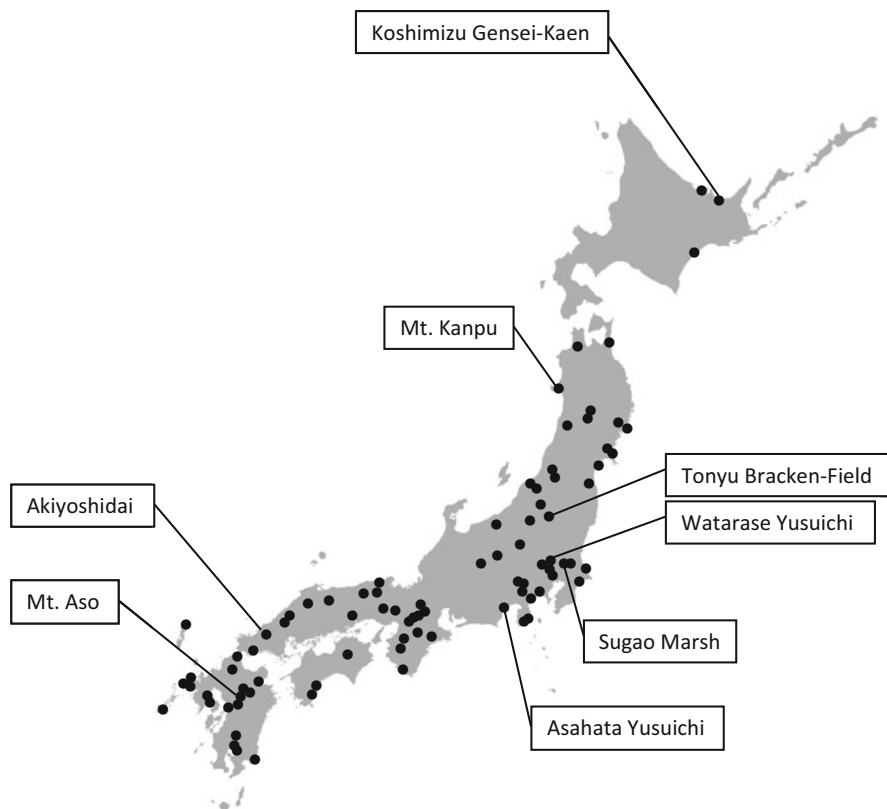 Koshimizu Gensei-Kaen
Mt. Kanpu
Tonyu Bracken-Field
Akiyoshidai
Watarase Yusuichi
Mt. Aso
Sugao Marsh
Asahata Yusuichi